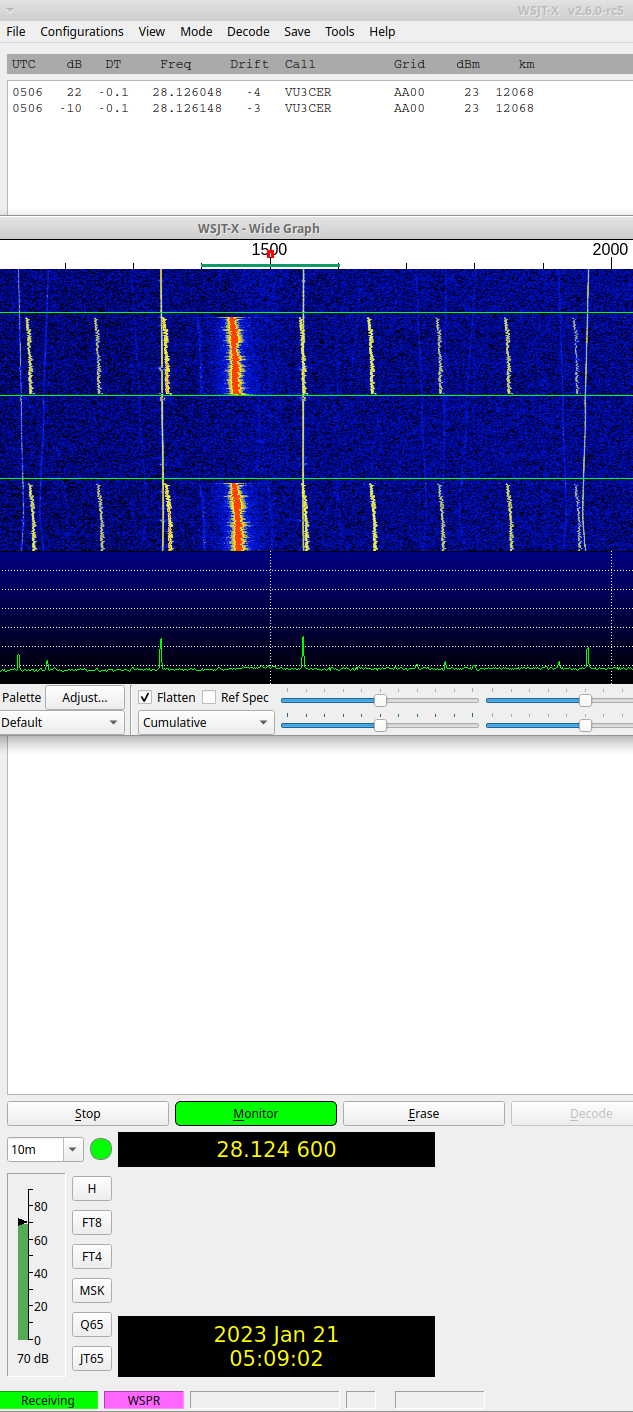 WSJT-X v2.6.0-rc5
File Configurations View Mode Decode Save Tools Help
UTC dB DT Freq Drift Call Grid dBm km
0506 22 -0.1 28.126048 -4 VU3CER AA00 23 12068
0506 -10 -0.1 28.126148 -3 VU3CER AA00 23 12068
WSJT-X - Wide Graph
1500 2000
Palette Adjust... Flatten Ref Spec
Default Cumulative
Stop Monitor Erase Decode
10m 28.124 600
H
80
FT8
60
FT4
40
MSK
20
Q65
0
70 dB JT65
2023 Jan 21
05:09:02
Receiving WSPR